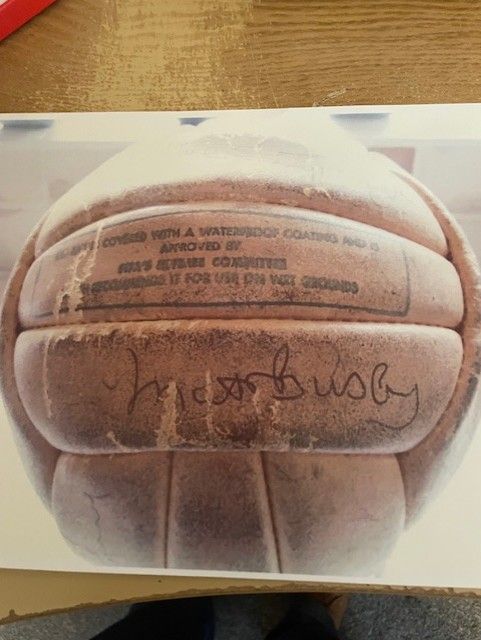 COVERED WITH A WATERPROOF COATING AND IS
APPROVED BY
COMMITTEE
IT FOR USE ON WET GROUNDS
Matt Busby